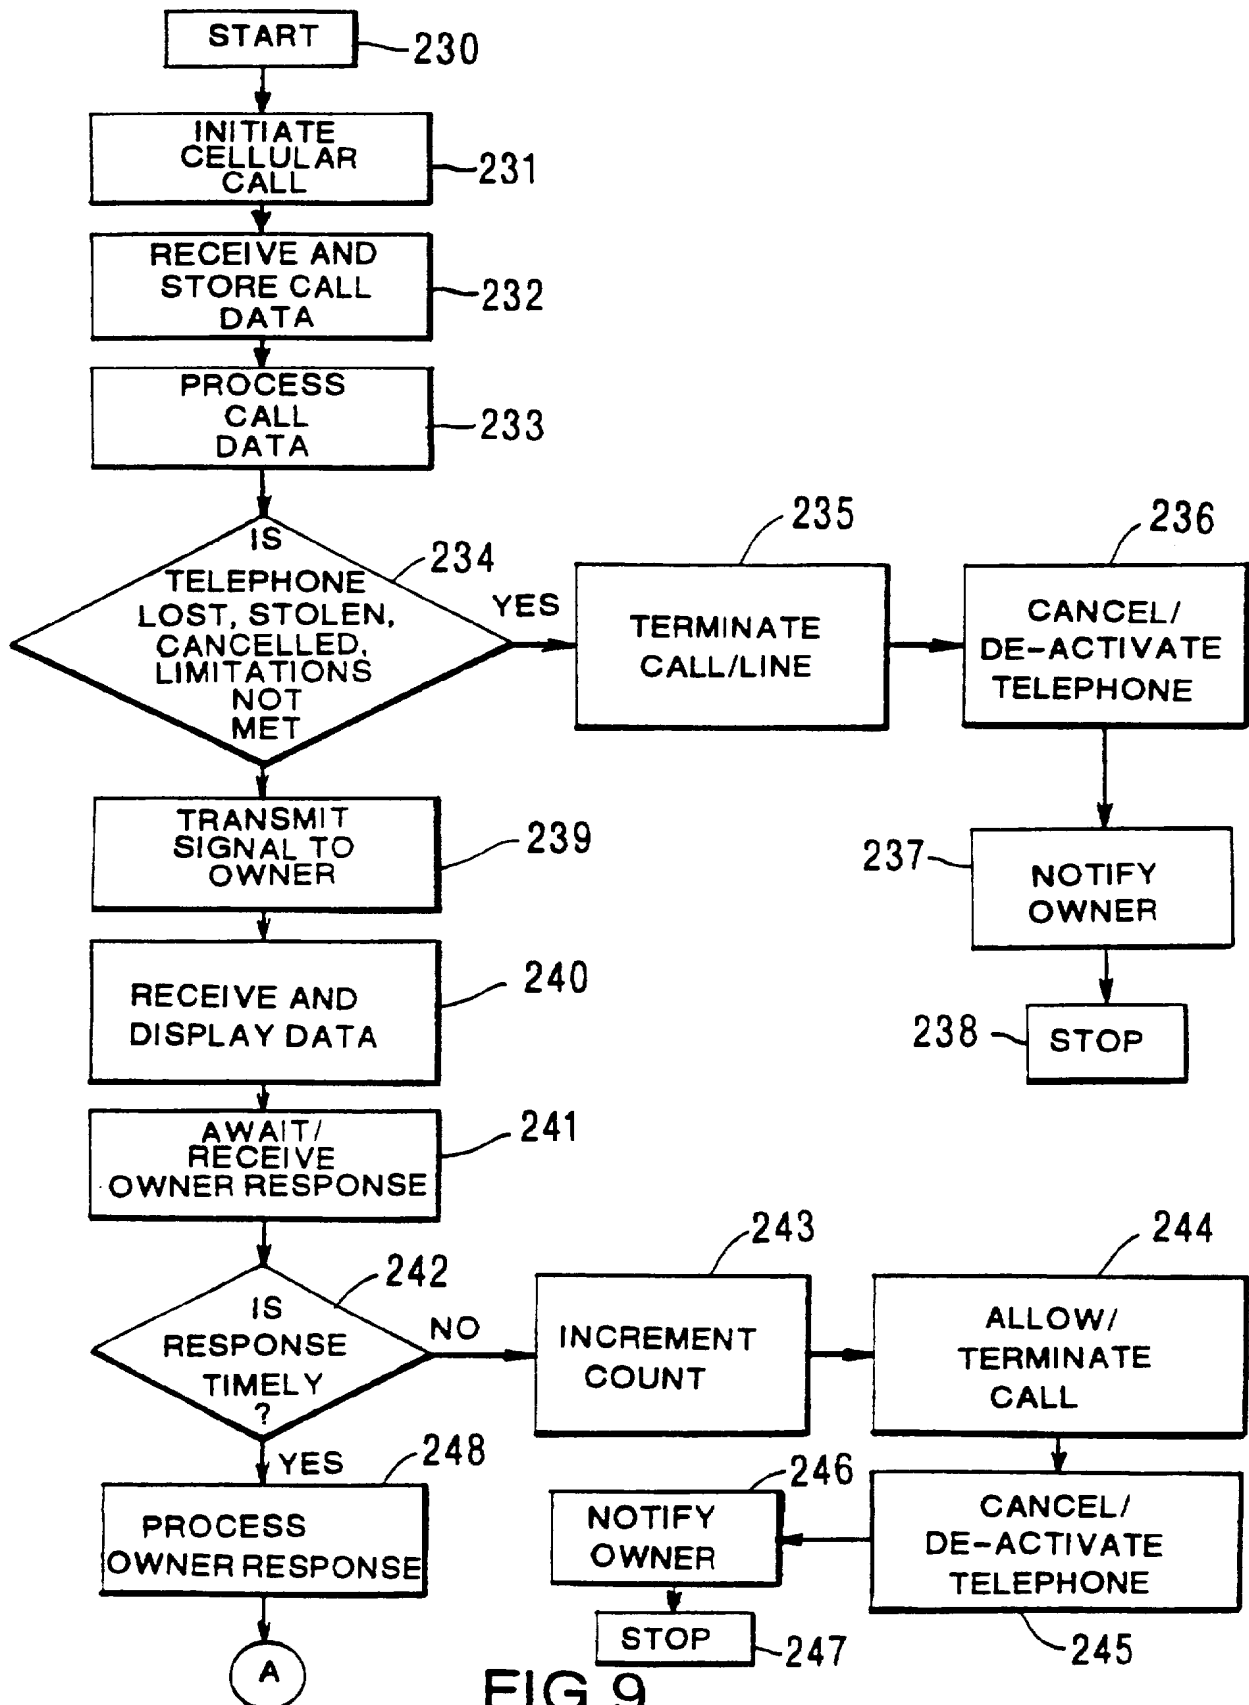 START
230
INITIATE
CELLULAR
CALL
231
RECEIVE AND
STORE CALL
DATA
232
PROCESS
CALL
DATA
233
IS
TELEPHONE
LOST, STOLEN,
CANCELLED,
LIMITATIONS
NOT
MET
234
YES
TERMINATE
CALL/LINE
235
CANCEL/
DE-ACTIVATE
TELEPHONE
236
NOTIFY
OWNER
237
STOP
238
TRANSMIT
SIGNAL TO
OWNER
239
RECEIVE AND
DISPLAY DATA
240
AWAIT/
RECEIVE
OWNER RESPONSE
241
IS
RESPONSE
TIMELY
?
242
NO
INCREMENT
COUNT
243
ALLOW/
TERMINATE
CALL
244
CANCEL/
DE-ACTIVATE
TELEPHONE
245
NOTIFY
OWNER
246
STOP
247
YES
PROCESS
OWNER RESPONSE
248
A
FIG 9